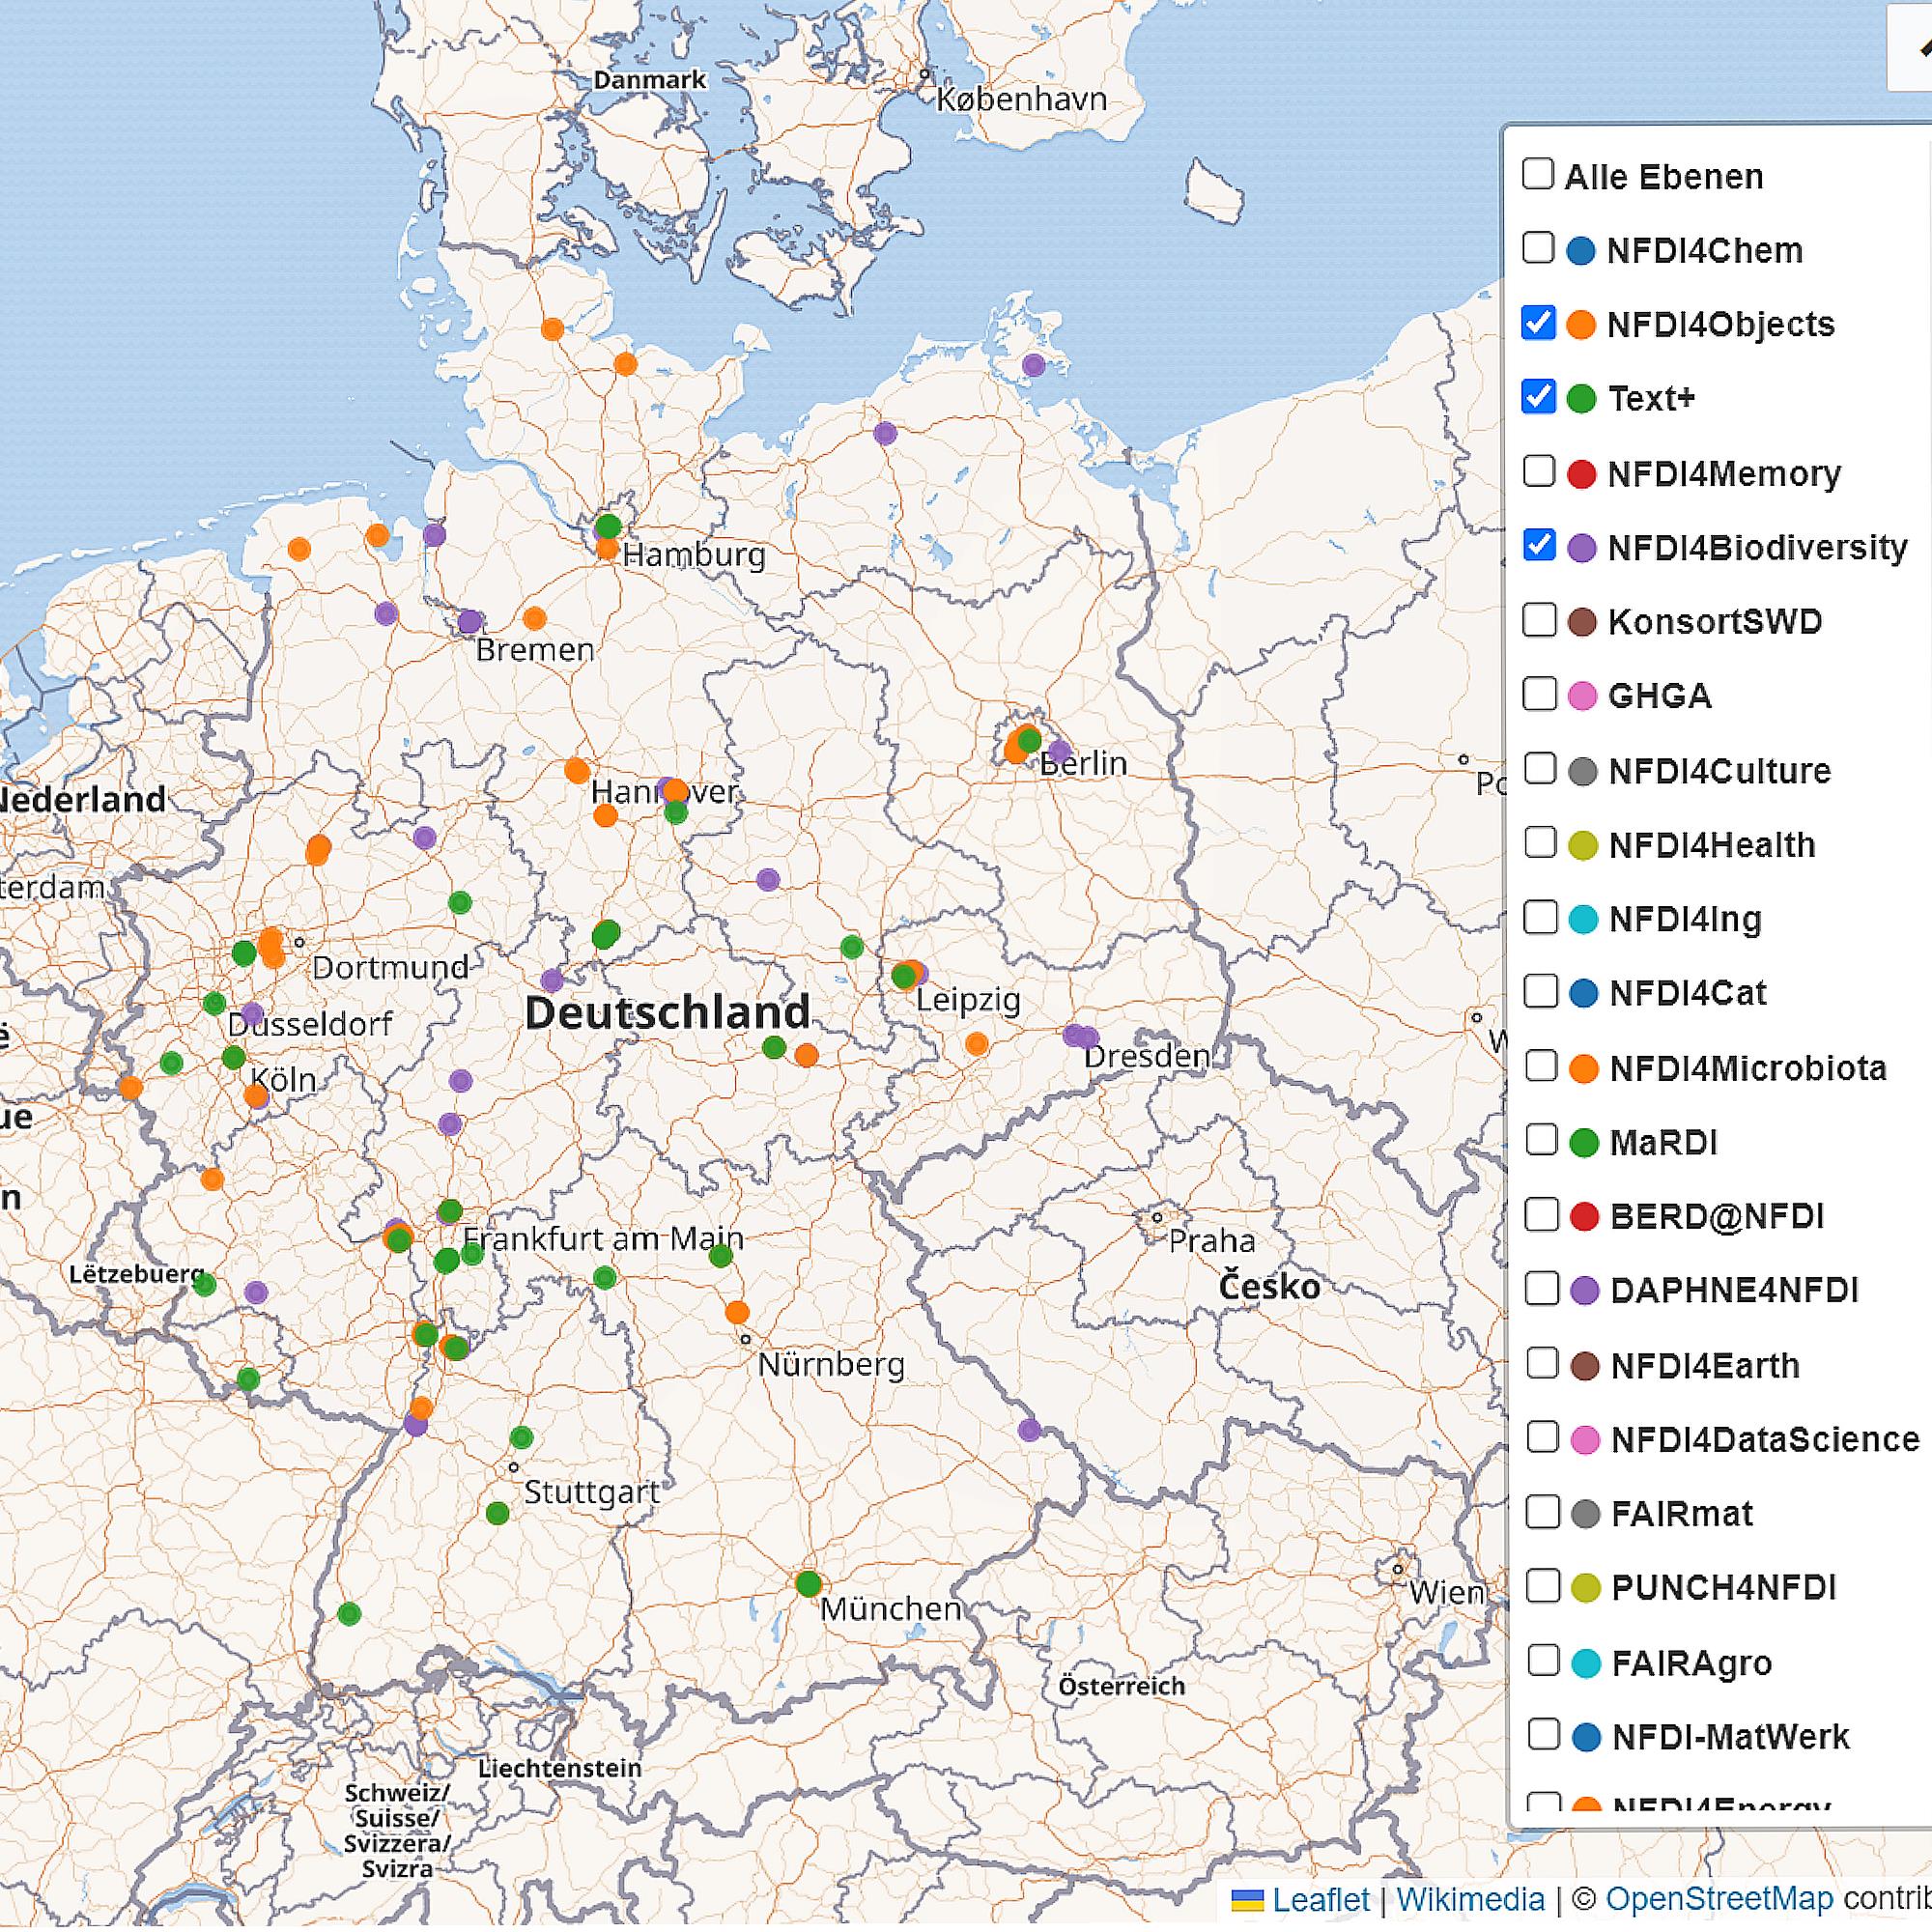 Danmark
København
Hamburg
Bremen
Berlin
Hannover
Nederland
terdam
Dortmund
Deutschland
Leipzig
Düsseldorf
Dresden
Köln
ue
n
Frankfurt am Main
Praha
Lëtzebuerg
Česko
Nürnberg
Stuttgart
Wien
München
Österreich
Liechtenstein
Schweiz/
Suisse/
Svizzera/
Svizra
Alle Ebenen
NFDI4Chem
NFDI4Objects
Text+
NFDI4Memory
NFDI4Biodiversity
KonsortSWD
GHGA
NFDI4Culture
NFDI4Health
NFDI4Ing
NFDI4Cat
NFDI4Microbiota
MaRDI
BERD@NFDI
DAPHNE4NFDI
NFDI4Earth
NFDI4DataScience
FAIRmat
PUNCH4NFDI
FAIRAgro
NFDI-MatWerk
NFDI4Energy
Leaflet | Wikimedia | © OpenStreetMap contrib